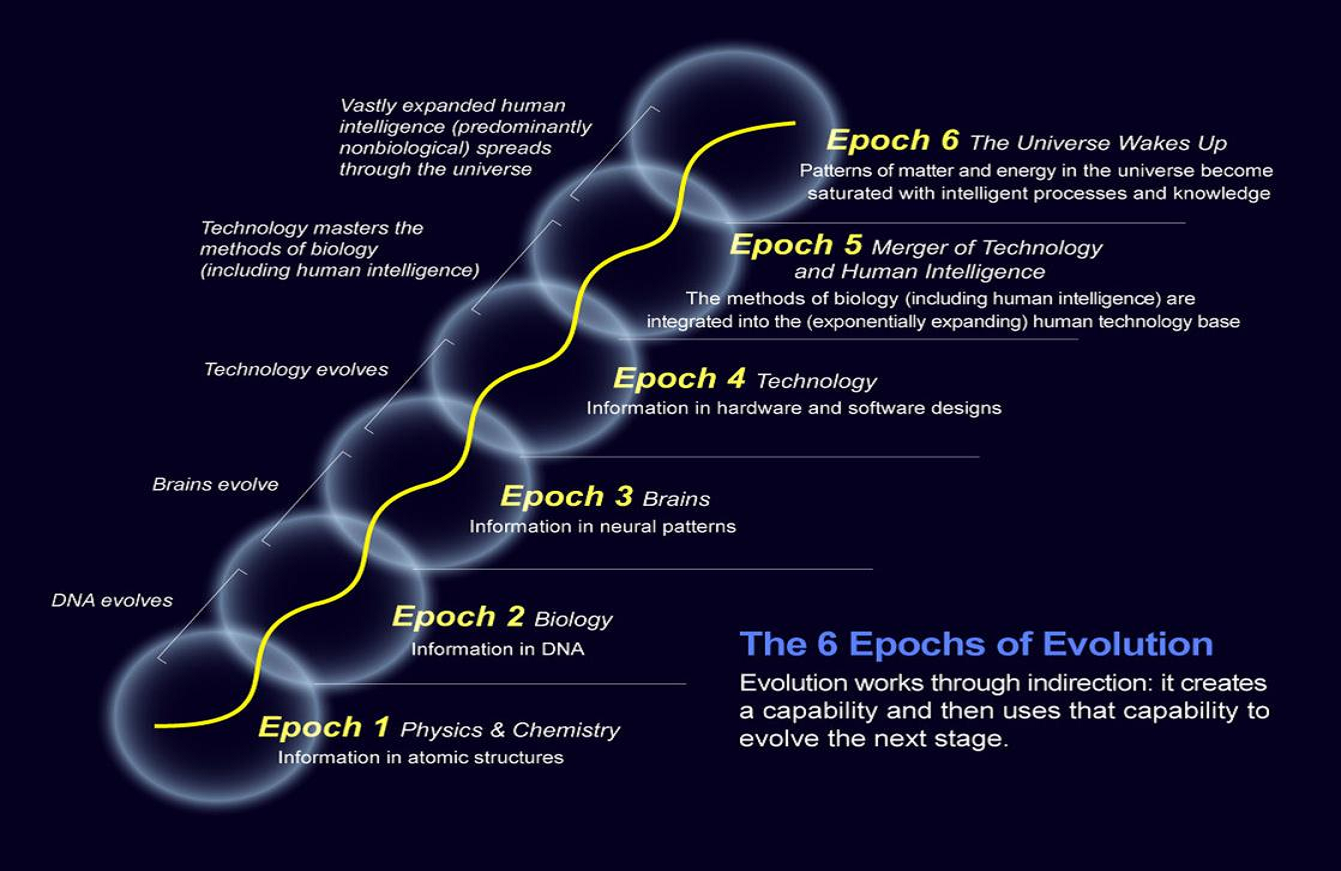 Vastly expanded human
intelligence (predominantly
nonbiological) spreads
through the universe
Epoch 6 The Universe Wakes Up
Patterns of matter and energy in the universe become
saturated with intelligent processes and knowledge
Technology masters the
methods of biology
(including human intelligence)
Epoch 5 Merger of Technology
and Human Intelligence
The methods of biology (including human intelligence) are
integrated into the (exponentially expanding) human technology base
Technology evolves
Epoch 4 Technology
Information in hardware and software designs
Brains evolve
Epoch 3 Brains
Information in neural patterns
DNA evolves
Epoch 2 Biology
Information in DNA
Epoch 1 Physics & Chemistry
Information in atomic structures
The 6 Epochs of Evolution
Evolution works through indirection: it creates
a capability and then uses that capability to
evolve the next stage.